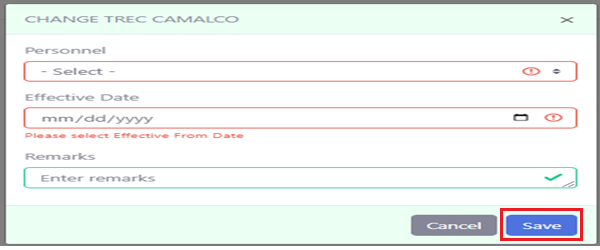 CHANGE TREC CAMALCO
Personnel
- Select -
Effective Date
mm/dd/yyyy
Please select Effective From Date
Remarks
Enter remarks
Cancel Save